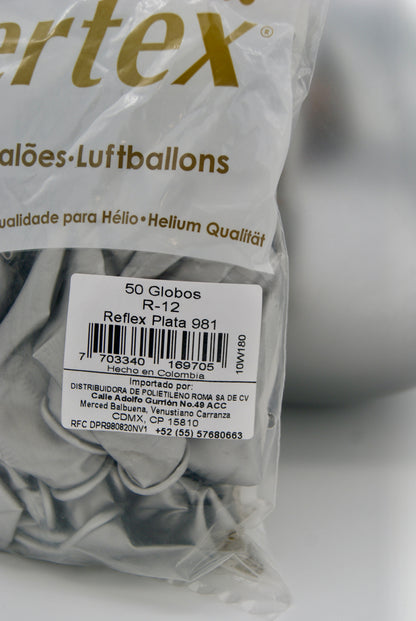 ertex®
alões·Luftballons
ualidade para Hélio·Helium Qualität
50 Globos
R-12
Reflex Plata 981
7 703340 169705
10W180
Hecho en Colombia
Importado por:
DISTRIBUIDORA DE POLIETILENO ROMA SA DE CV
Calle Adolfo Gurrión No.49 ACC
Merced Balbuena, Venustiano Carranza
CDMX, CP 15810
RFC DPR980820NV1 +52 (55) 57680663